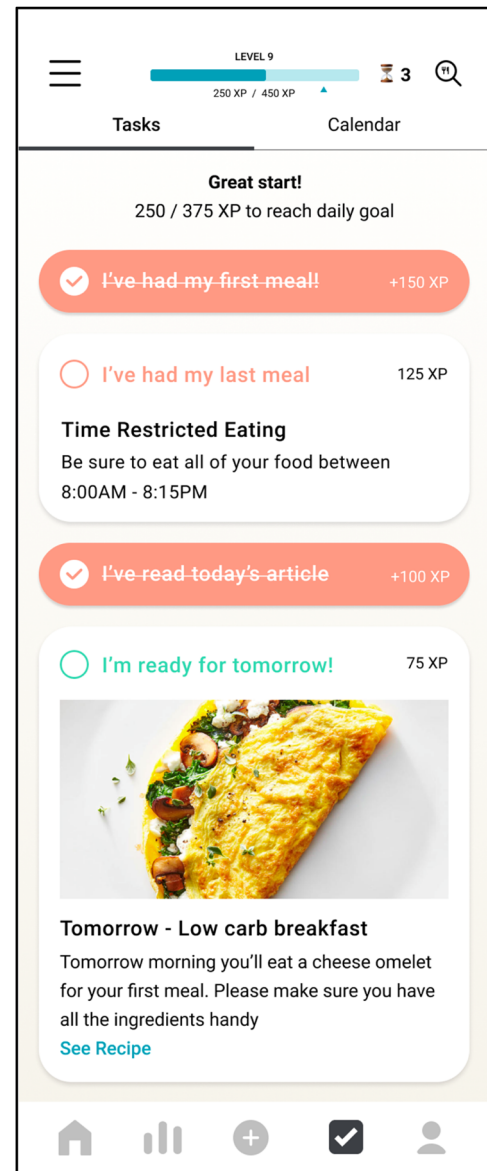 LEVEL 9
250 XP / 450 XP
3
Tasks
Calendar
Great start!
250 / 375 XP to reach daily goal
I've had my first meal!
+150 XP
I've had my last meal
125 XP
Time Restricted Eating
Be sure to eat all of your food between
8:00AM - 8:15PM
I've read today's article
+100 XP
I'm ready for tomorrow!
75 XP
Tomorrow - Low carb breakfast
Tomorrow morning you'll eat a cheese omelet
for your first meal. Please make sure you have
all the ingredients handy
See Recipe